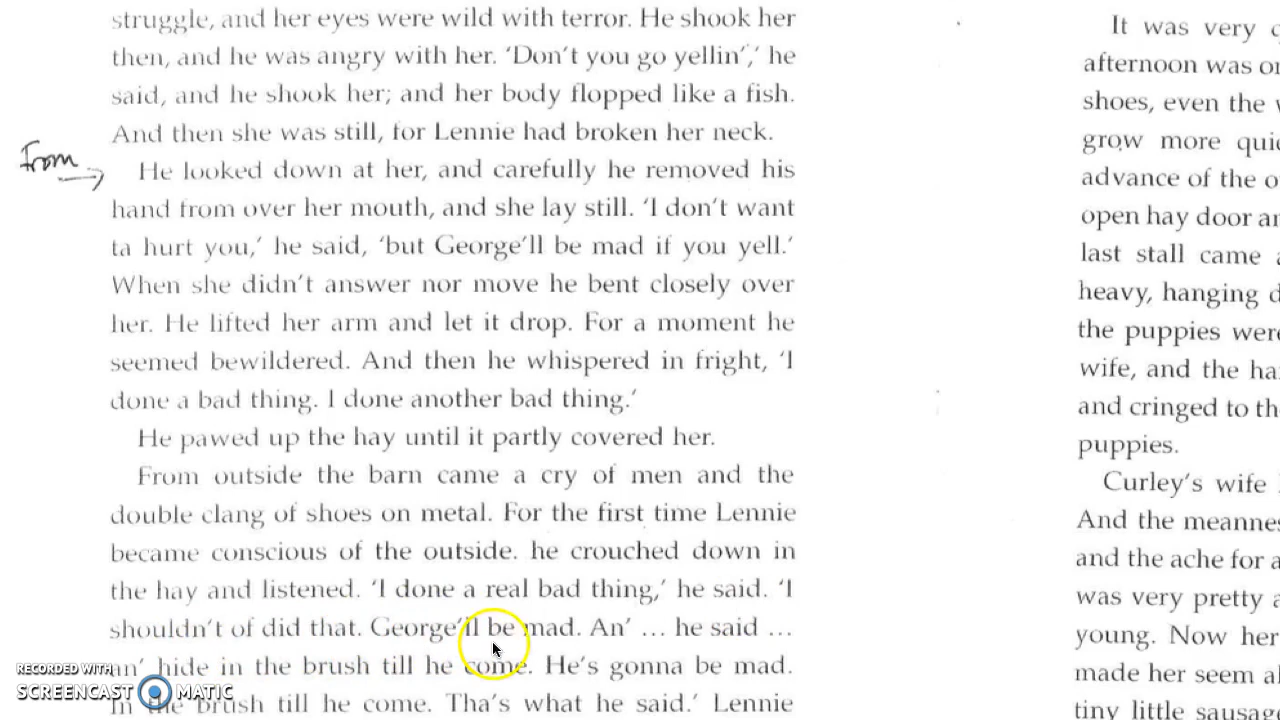 struggle, and her eyes were wild with terror. He shook her
then, and he was angry with her. 'Don't you go yellin',' he
said, and he shook her; and her body flopped like a fish.
And then she was still, for Lennie had broken her neck.
From
He looked down at her, and carefully he removed his
hand from over her mouth, and she lay still. 'I don't want
ta hurt you,' he said, 'but George'll be mad if you yell.'
When she didn't answer nor move he bent closely over
her. He lifted her arm and let it drop. For a moment he
seemed bewildered. And then he whispered in fright, 'I
done a bad thing. I done another bad thing.'
He pawed up the hay until it partly covered her.
From outside the barn came a cry of men and the
double clang of shoes on metal. For the first time Lennie
became conscious of the outside. he crouched down in
the hay and listened. 'I done a real bad thing,' he said. 'I
shouldn't of did that. George'll be mad. An' ... he said ...
an' hide in the brush till he come. He's gonna be mad.
In the brush till he come. Tha's what he said.' Lennie
It was very
afternoon was
shoes, even the
grow more
advance of the
open hay door
last stall came
heavy, hanging
the puppies were
wife, and the
and cringed to
puppies.
Curley's wife
And the
and the ache for
was very pretty
young. Now her
made her seem
tiny little
RECORDED WITH
SCREENCAST MATIC